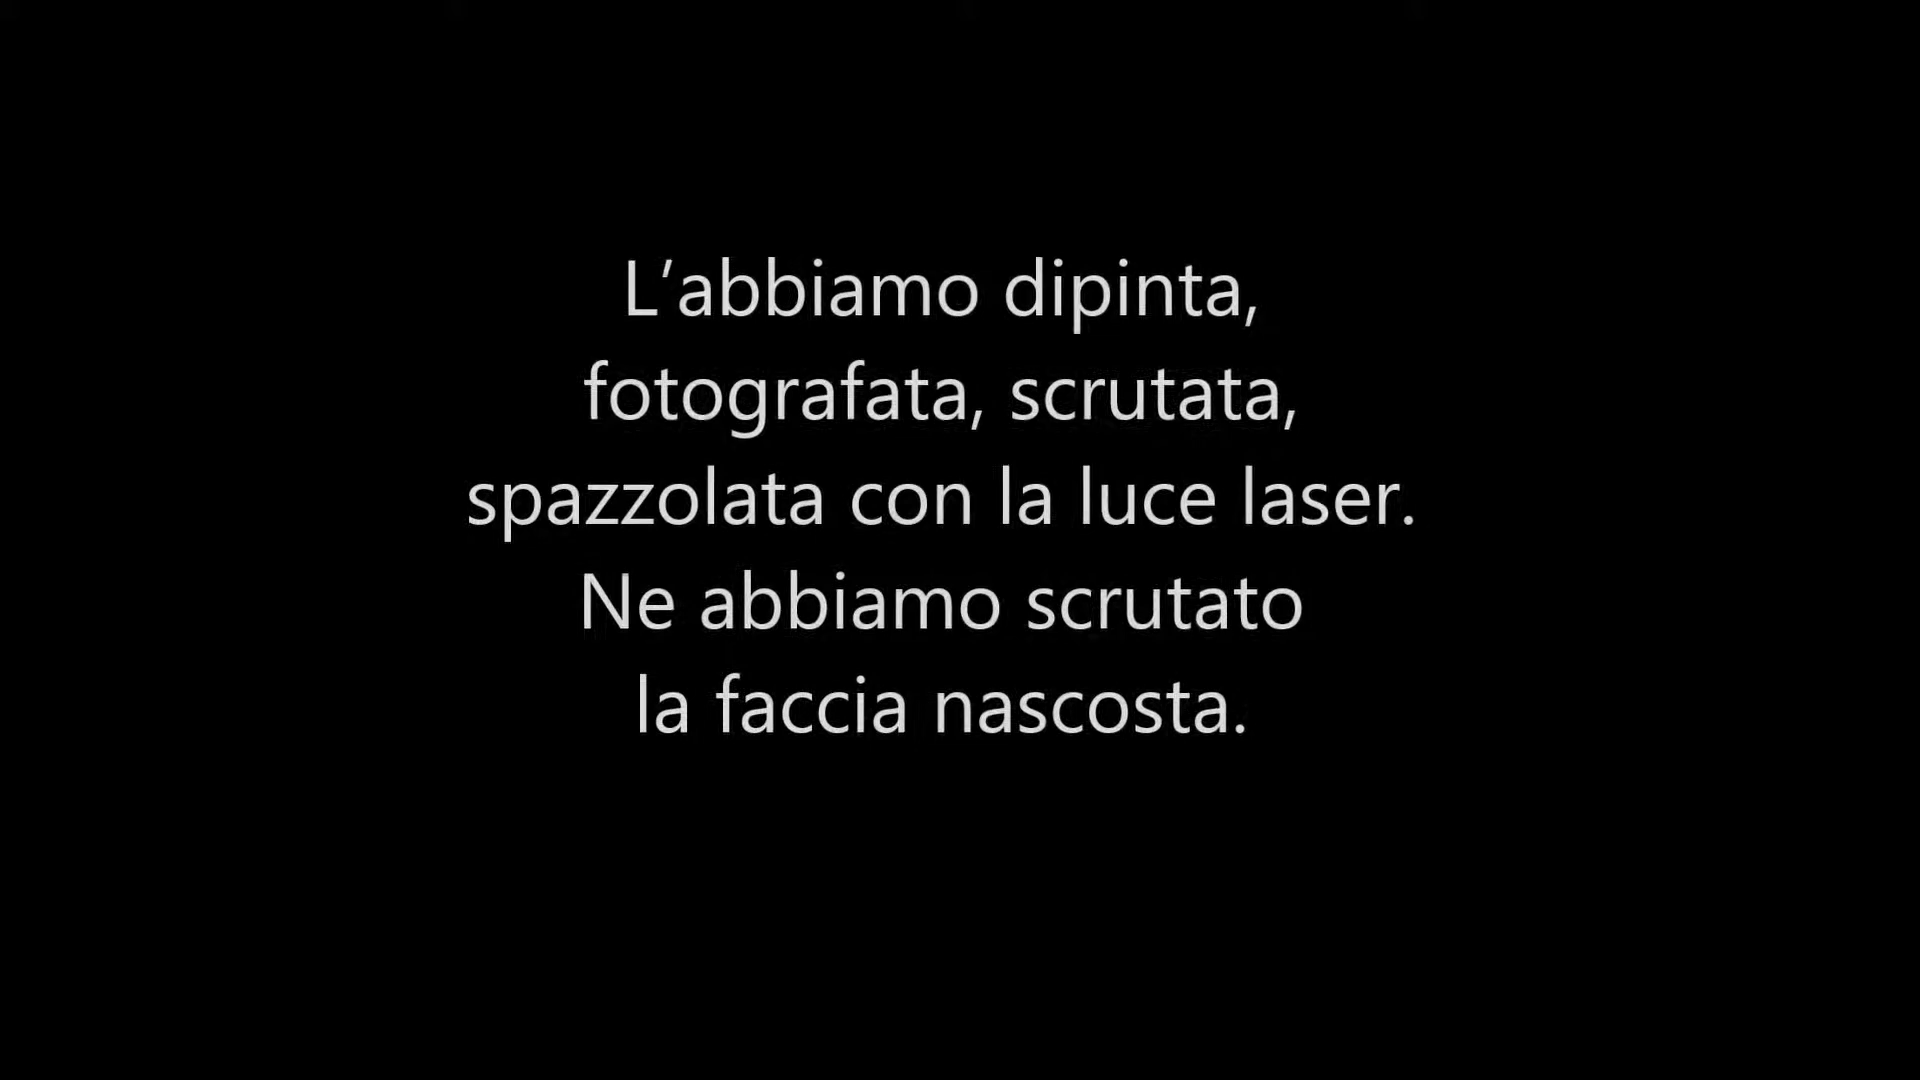 L’abbiamo dipinta,
fotografata, scrutata,
spazzolata con la luce laser.
Ne abbiamo scrutato
la faccia nascosta.